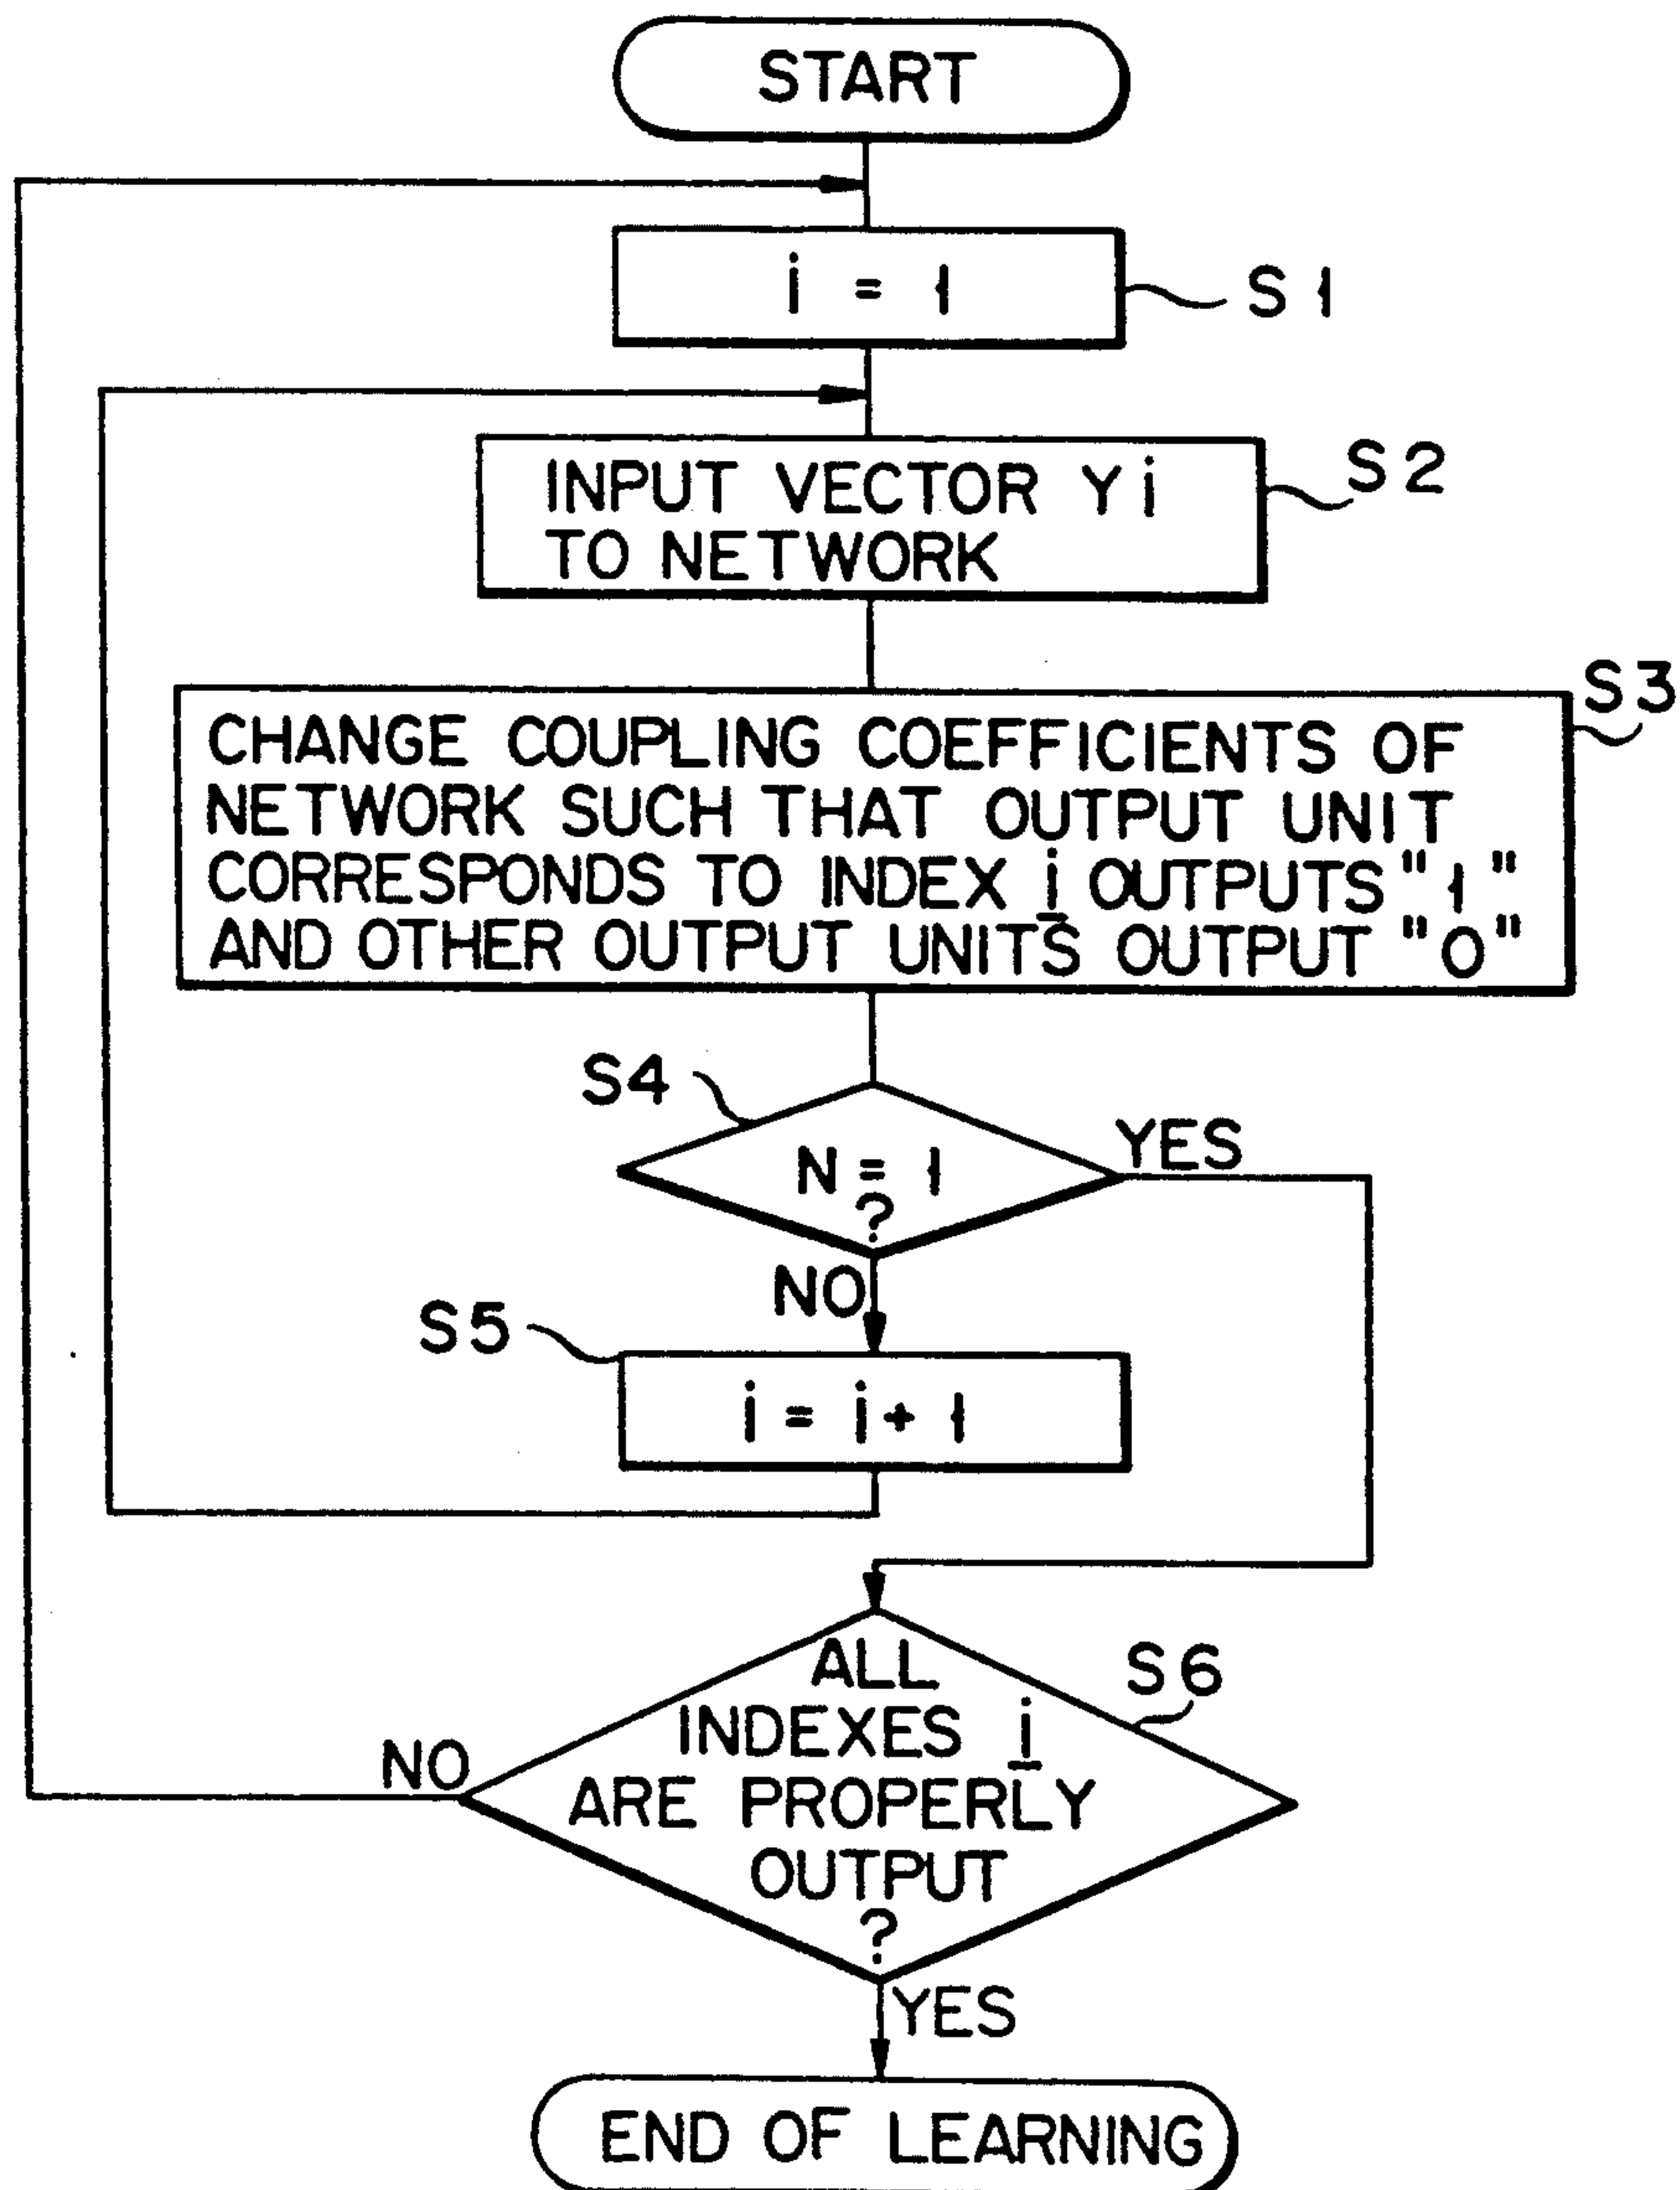 START
i = 1
S1
INPUT VECTOR Yi
TO NETWORK
S2
CHANGE COUPLING COEFFICIENTS OF
NETWORK SUCH THAT OUTPUT UNIT
CORRESPONDS TO INDEX i OUTPUTS "1"
AND OTHER OUTPUT UNITS OUTPUT "0"
S3
S4
N = 1
?
YES
NO
S5
i = i + 1
ALL
INDEXES i
ARE PROPERLY
OUTPUT
?
S6
NO
YES
END OF LEARNING